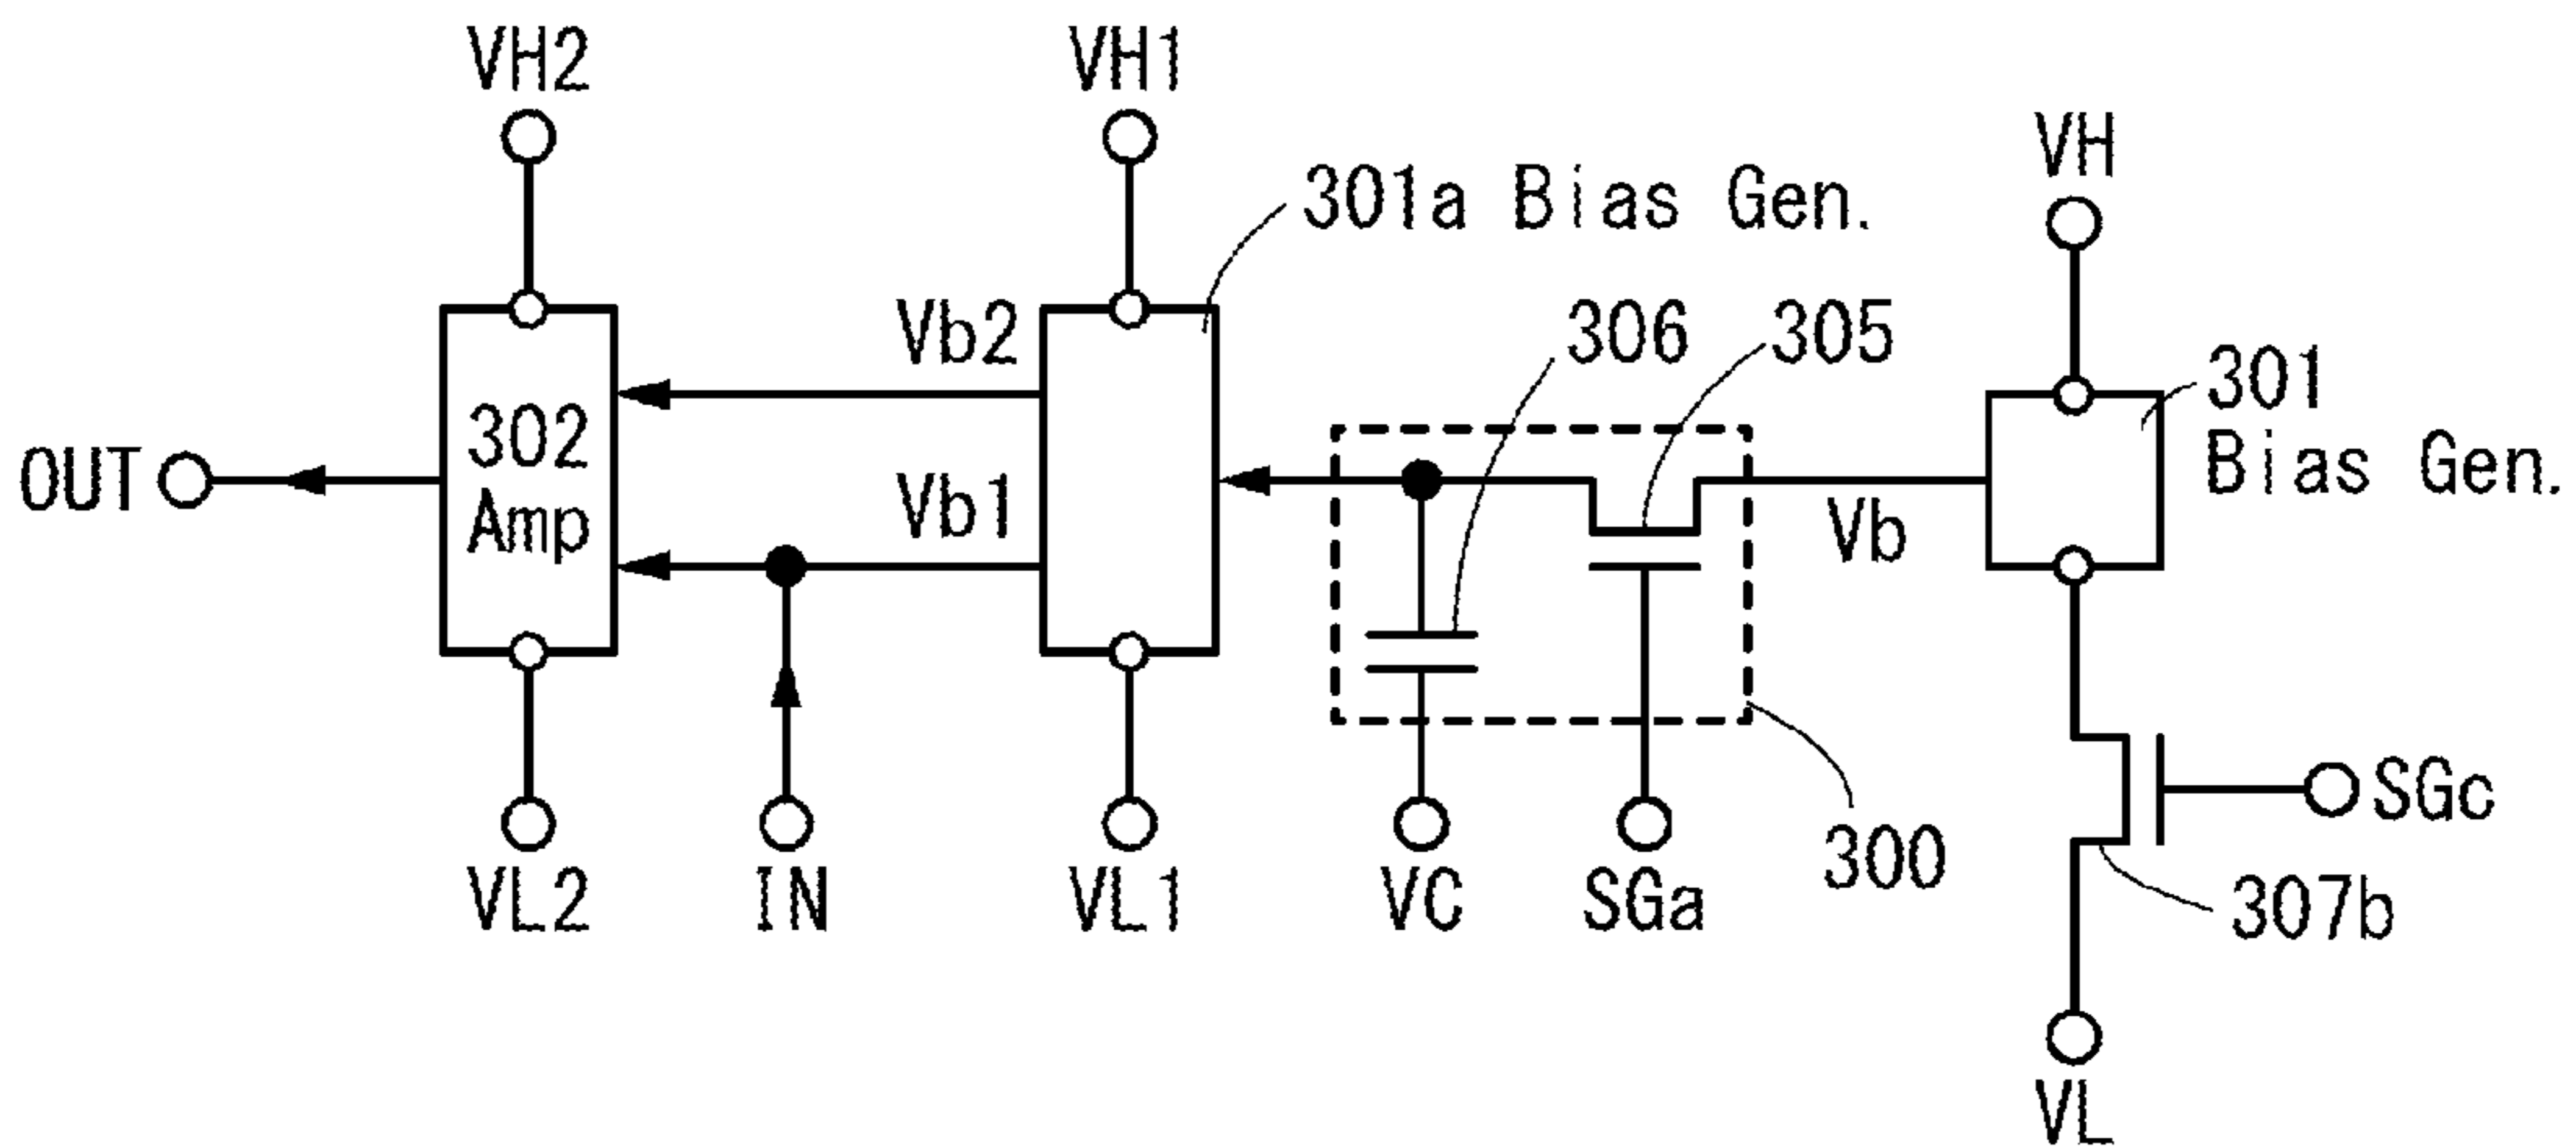 VH2
VH1
VH
301a Bias Gen.
Vb2
306
305
301
Bias Gen.
302
Amp
OUT
Vb1
Vb
SGc
300
VL2
IN
VL1
VC
SGa
307b
VL